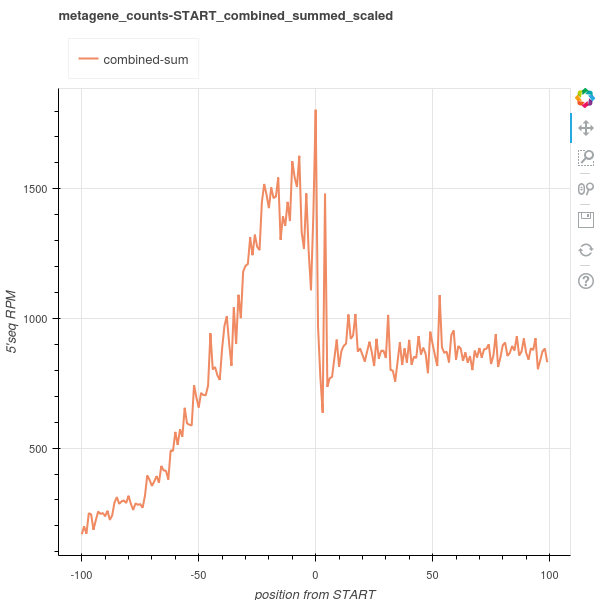 metagene_counts-START_combined_summed_scaled
combined-sum
1500
1000
500
5'seq RPM
-100
-50
0
50
100
position from START